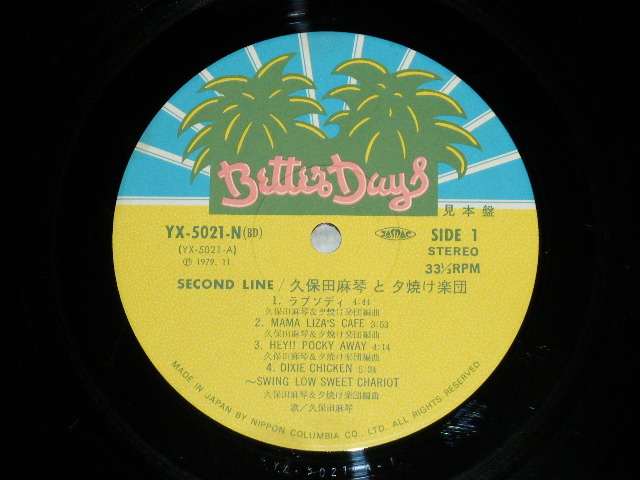 Better Days
見本盤
YX-5021-N(BD)
JASRAC
SIDE 1
(YX-5021-A)
STEREO
℗ 1979. 11
33⅓RPM
SECOND LINE / 久保田麻琴と夕焼け楽団
1. ラプソディ 4:44
久保田麻琴&夕焼け楽団編曲
2. MAMA LIZA'S CAFE 3:53
久保田麻琴&夕焼け楽団編曲
3. HEY!! POCKY AWAY 4:14
久保田麻琴&夕焼け楽団編曲
4. DIXIE CHICKEN 5:24
～SWING LOW SWEET CHARIOT
久保田麻琴&夕焼け楽団編曲
歌／久保田麻琴
MADE IN JAPAN BY NIPPON COLUMBIA CO., LTD. ALL RIGHTS RESERVED